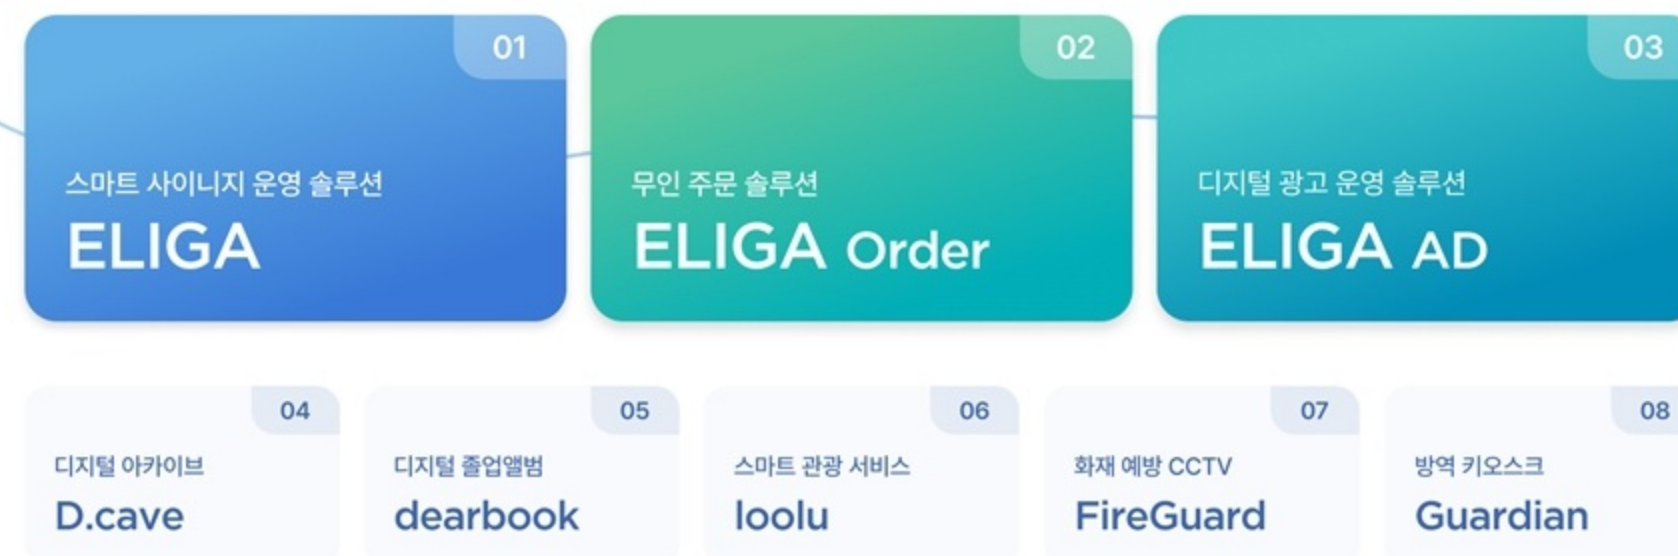 01
스마트 사이니지 운영 솔루션
ELIGA
02
무인 주문 솔루션
ELIGA Order
03
디지털 광고 운영 솔루션
ELIGA AD
04
디지털 아카이브
D.cave
05
디지털 졸업앨범
dearbook
06
스마트 관광 서비스
loolu
07
화재 예방 CCTV
FireGuard
08
방역 키오스크
Guardian